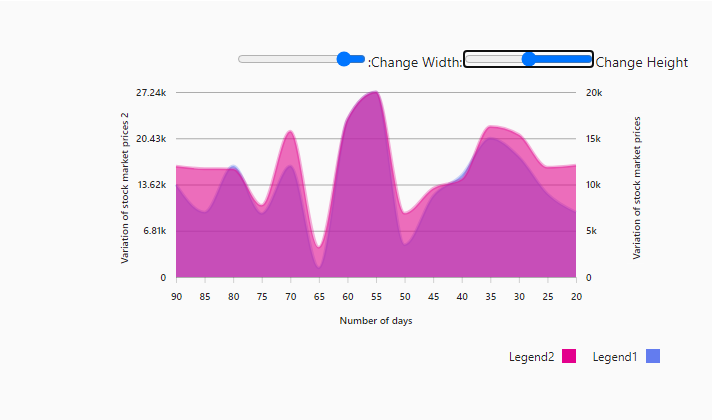 :Change Width: Change Height
27.24k
20.43k
13.62k
6.81k
0
Variation of stock market prices 2
20k
15k
10k
5k
0
Variation of stock market prices
90 85 80 75 70 65 60 55 50 45 40 35 30 25 20
Number of days
Legend2 Legend1